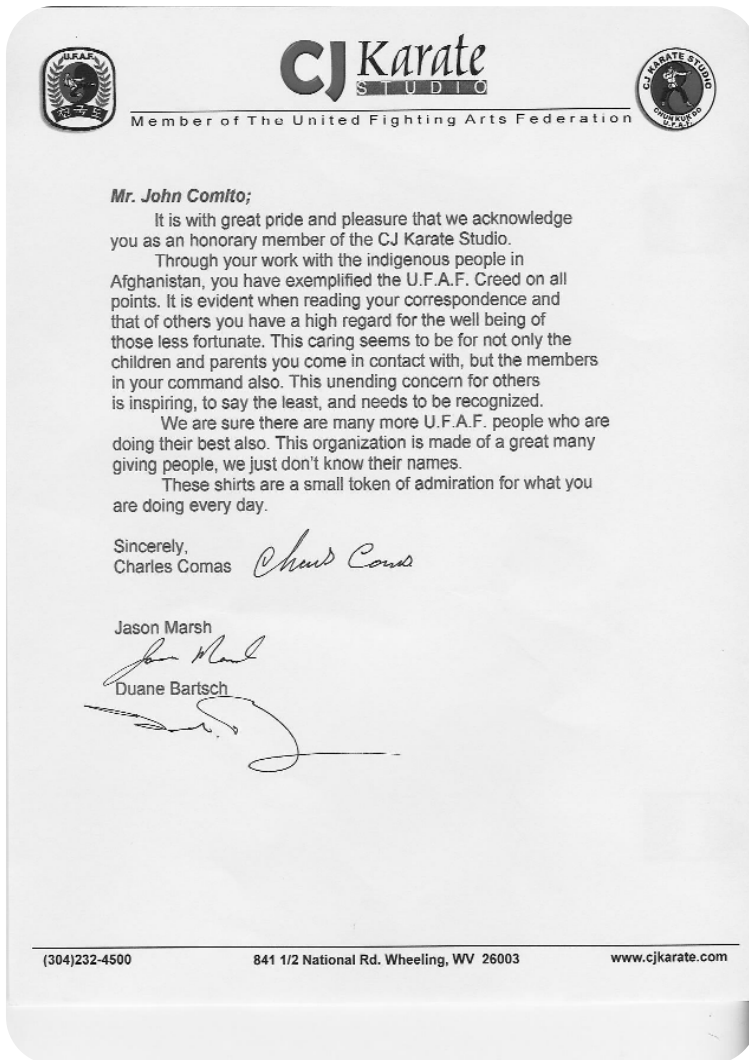 U.F.A.F.
CJ Karate
STUDIO
CJ KARATE STUDIO
CHUN KUK DO
U.F.A.F.
Member of The United Fighting Arts Federation
Mr. John Comito;
It is with great pride and pleasure that we acknowledge
you as an honorary member of the CJ Karate Studio.
Through your work with the indigenous people in
Afghanistan, you have exemplified the U.F.A.F. Creed on all
points. It is evident when reading your correspondence and
that of others you have a high regard for the well being of
those less fortunate. This caring seems to be for not only the
children and parents you come in contact with, but the members
in your command also. This unending concern for others
is inspiring, to say the least, and needs to be recognized.
We are sure there are many more U.F.A.F. people who are
doing their best also. This organization is made of a great many
giving people, we just don't know their names.
These shirts are a small token of admiration for what you
are doing every day.
Sincerely,
Charles Comas
Jason Marsh
Duane Bartsch
(304)232-4500 841 1/2 National Rd. Wheeling, WV 26003 www.cjkarate.com